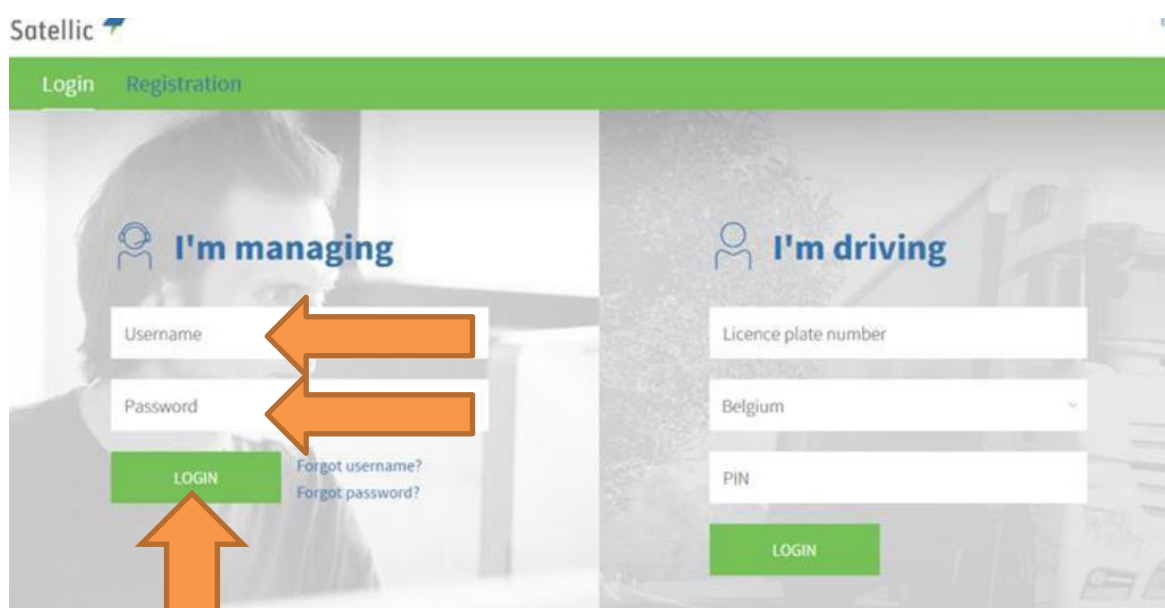 Satellic
Login Registration
I'm managing
Username
Password
LOGIN
Forgot username?
Forgot password?
I'm driving
Licence plate number
Belgium
PIN
LOGIN